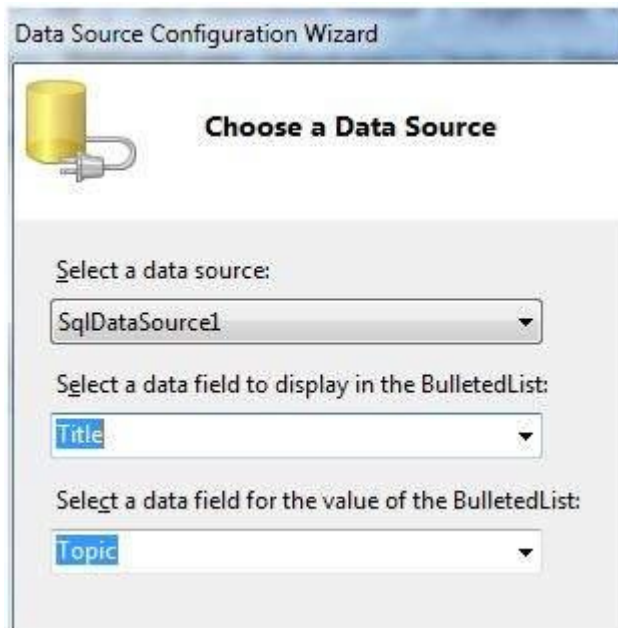 Data Source Configuration Wizard
Choose a Data Source
Select a data source:
SqlDataSource1
Select a data field to display in the BulletedList:
Title
Select a data field for the value of the BulletedList:
Topic